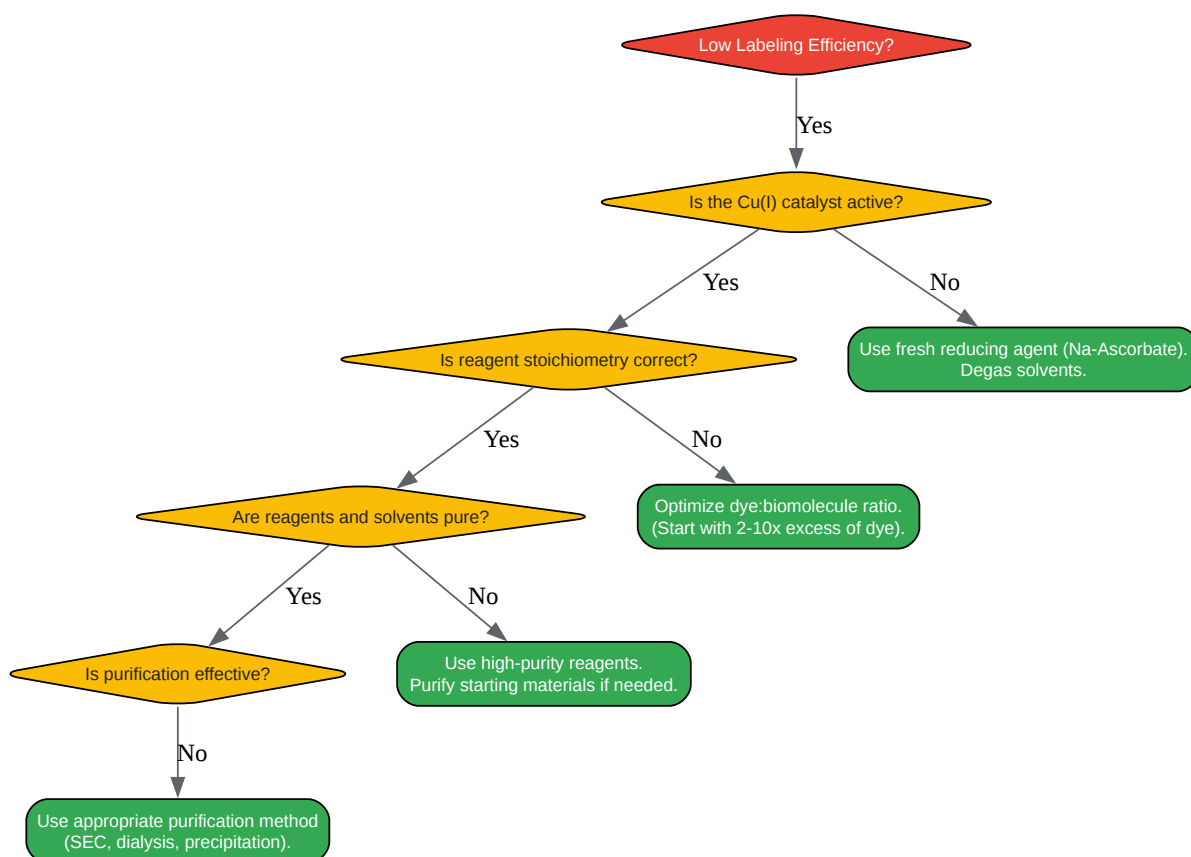 Low Labeling Efficiency?
Yes
Is the Cu(I) catalyst active?
Yes
No
Use fresh reducing agent (Na-Ascorbate).
Degas solvents.
Is reagent stoichiometry correct?
Yes
No
Optimize dye:biomolecule ratio.
(Start with 2-10x excess of dye).
Are reagents and solvents pure?
Yes
No
Use high-purity reagents.
Purify starting materials if needed.
Is purification effective?
No
Use appropriate purification method
(SEC, dialysis, precipitation).